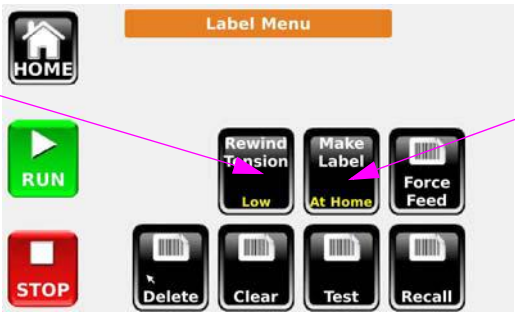 Label Menu
HOME
RUN
Rewind
Tension
Low
Make
Label
At Home
Force
Feed
STOP
Delete
Clear
Test
Recall